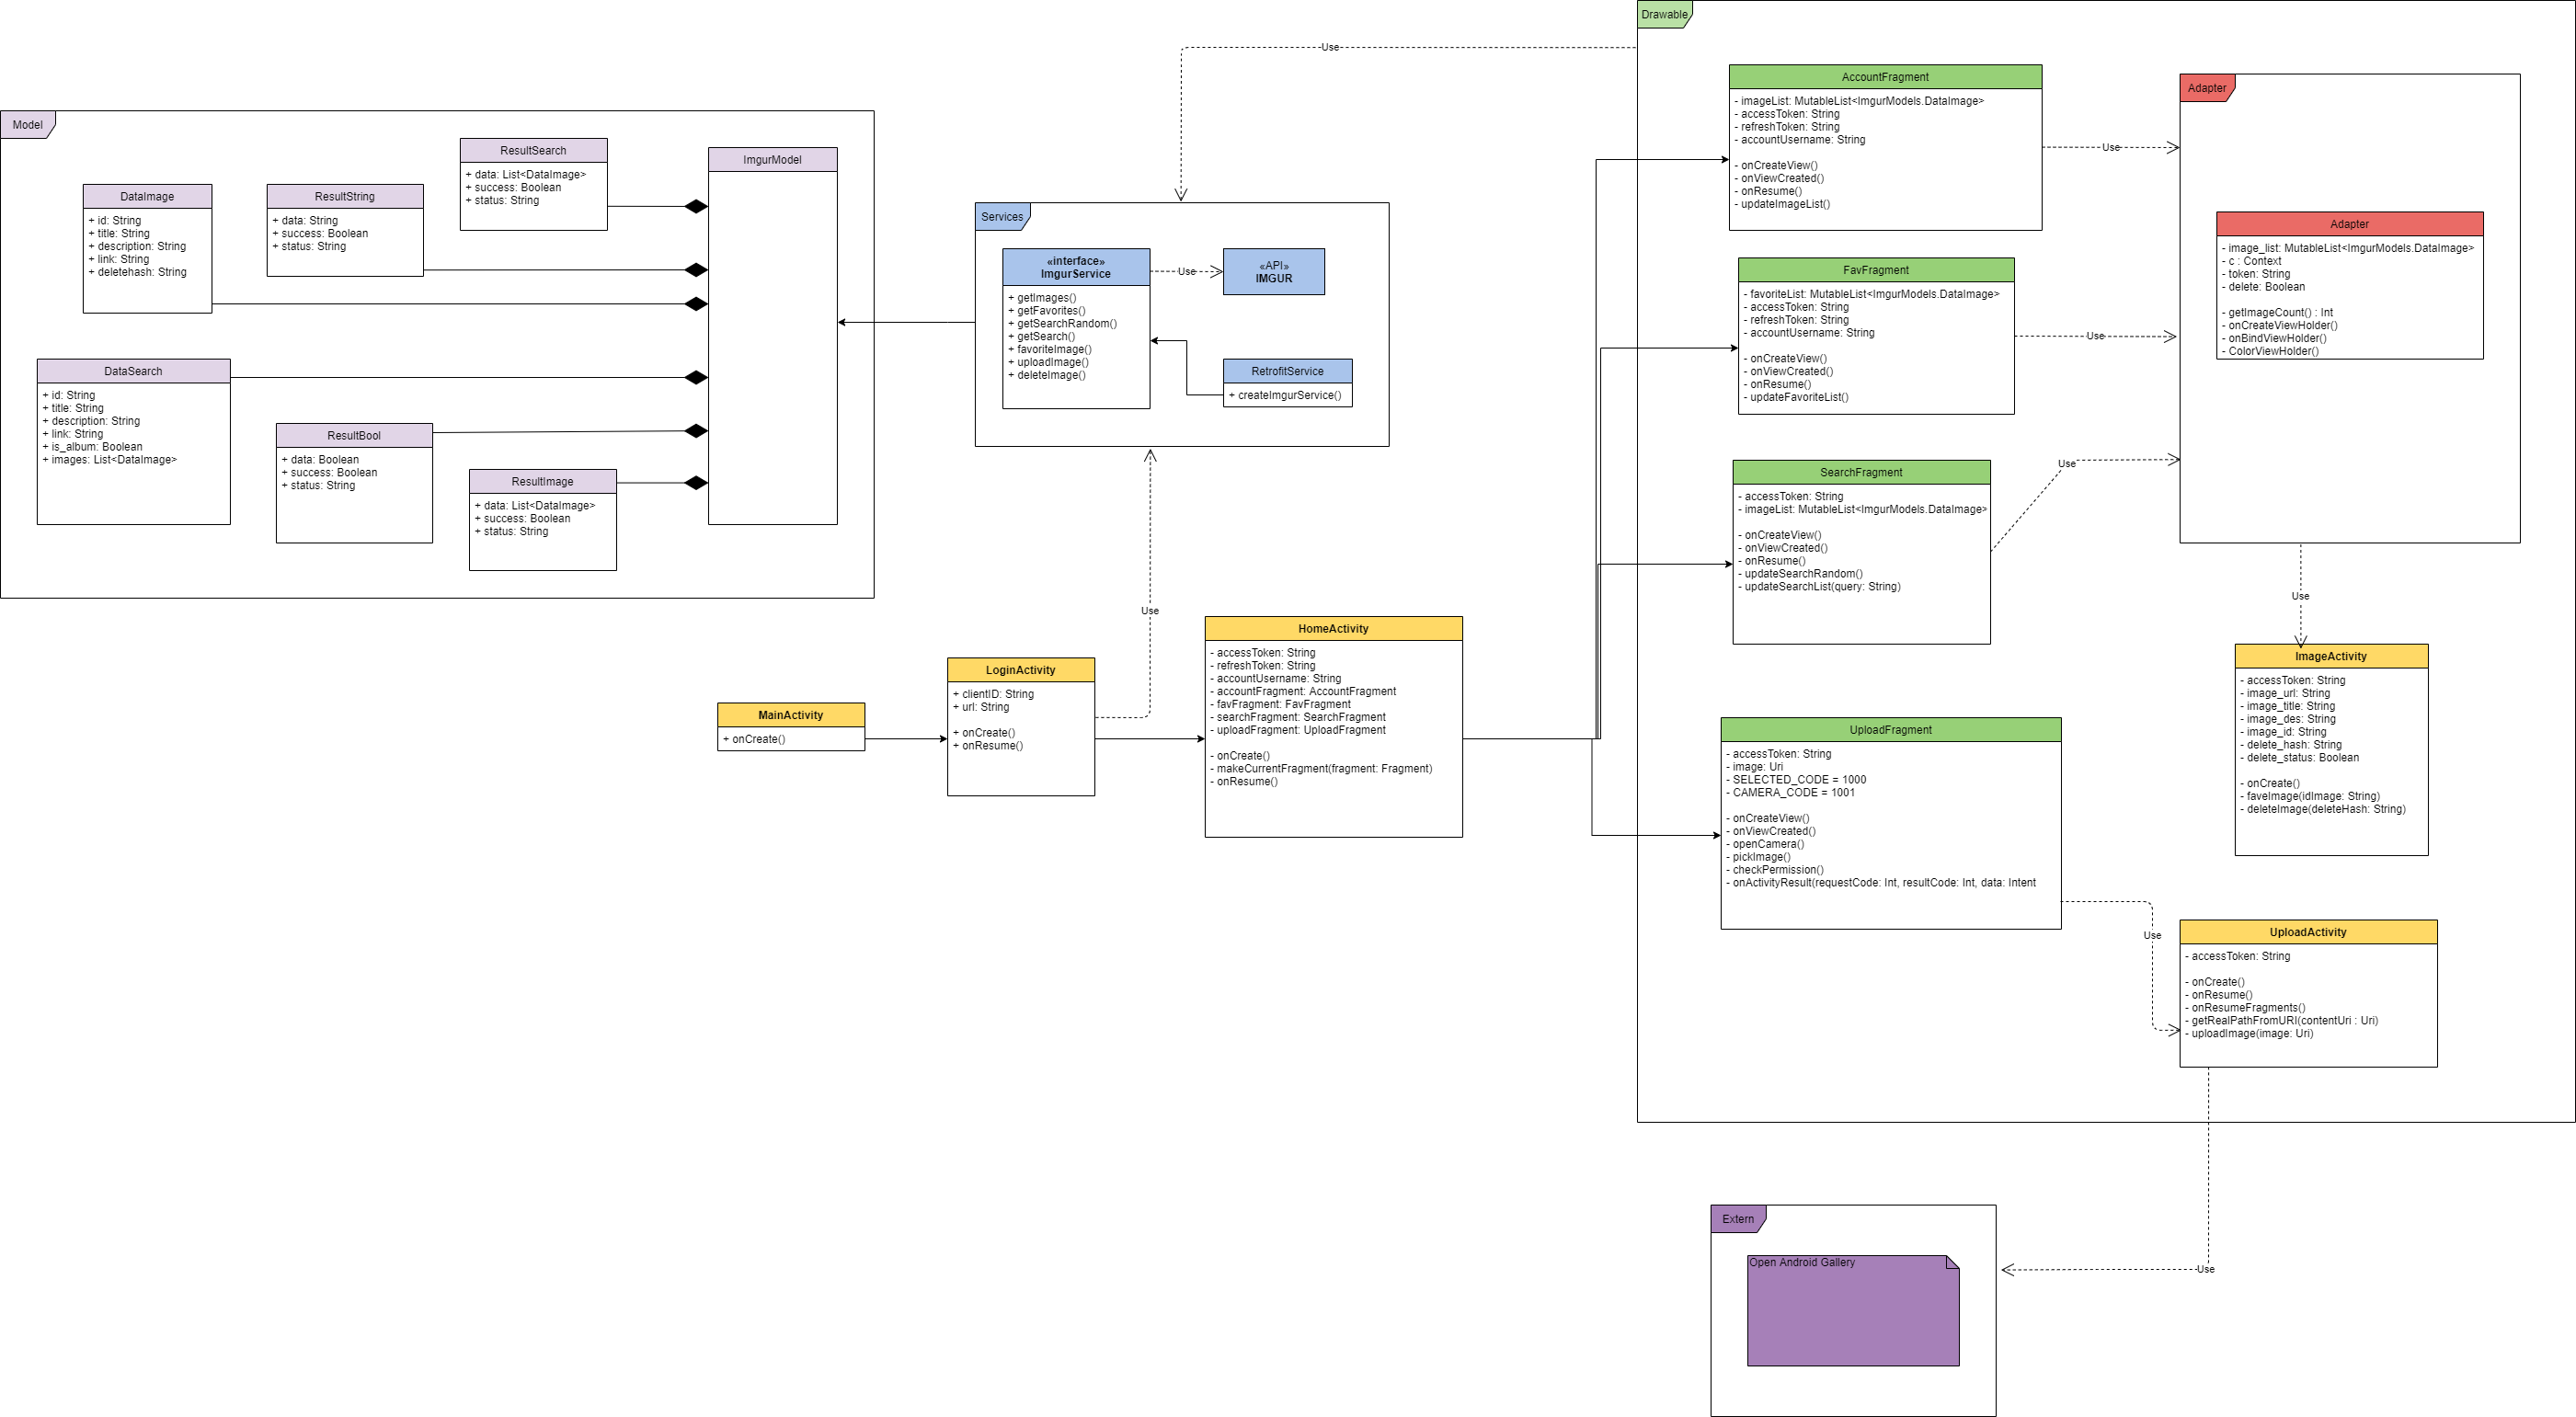 Model
ResultSearch
+ data: List<DataImage>
+ success: Boolean
+ status: String
ImgurModel
DataImage
+ id: String
+ title: String
+ description: String
+ link: String
+ deletehash: String
ResultString
+ data: String
+ success: Boolean
+ status: String
DataSearch
+ id: String
+ title: String
+ description: String
+ link: String
+ is_album: Boolean
+ images: List<DataImage>
ResultBool
+ data: Boolean
+ success: Boolean
+ status: String
ResultImage
+ data: List<DataImage>
+ success: Boolean
+ status: String
Use
Services
«interface»
ImgurService
+ getImages()
+ getFavorites()
+ getSearchRandom()
+ getSearch()
+ favoriteImage()
+ uploadImage()
+ deleteImage()
Use
«API»
IMGUR
RetrofitService
+ createImgurService()
Use
MainActivity
+ onCreate()
LoginActivity
+ clientID: String
+ url: String
+ onCreate()
+ onResume()
HomeActivity
- accessToken: String
- refreshToken: String
- accountUsername: String
- accountFragment: AccountFragment
- favFragment: FavFragment
- searchFragment: SearchFragment
- uploadFragment: UploadFragment
- onCreate()
- makeCurrentFragment(fragment: Fragment)
- onResume()
Drawable
AccountFragment
- imageList: MutableList<ImgurModels.DataImage>
- accessToken: String
- refreshToken: String
- accountUsername: String
- onCreateView()
- onViewCreated()
- onResume()
- updateImageList()
Use
FavFragment
- favoriteList: MutableList<ImgurModels.DataImage>
- accessToken: String
- refreshToken: String
- accountUsername: String
- onCreateView()
- onViewCreated()
- onResume()
- updateFavoriteList()
Use
SearchFragment
- accessToken: String
- imageList: MutableList<ImgurModels.DataImage>
- onCreateView()
- onViewCreated()
- onResume()
- updateSearchRandom()
- updateSearchList(query: String)
Use
UploadFragment
- accessToken: String
- image: Uri
- SELECTED_CODE = 1000
- CAMERA_CODE = 1001
- onCreateView()
- onViewCreated()
- openCamera()
- pickImage()
- checkPermission()
- onActivityResult(requestCode: Int, resultCode: Int, data: Intent
Use
Adapter
Adapter
- image_list: MutableList<ImgurModels.DataImage>
- c : Context
- token: String
- delete: Boolean
- getImageCount() : Int
- onCreateViewHolder()
- onBindViewHolder()
- ColorViewHolder()
Use
ImageActivity
- accessToken: String
- image_url: String
- image_title: String
- image_des: String
- image_id: String
- delete_hash: String
- delete_status: Boolean
- onCreate()
- faveImage(idImage: String)
- deleteImage(deleteHash: String)
UploadActivity
- accessToken: String
- onCreate()
- onResume()
- onResumeFragments()
- getRealPathFromURI(contentUri : Uri)
- uploadImage(image: Uri)
Use
Extern
Open Android Gallery